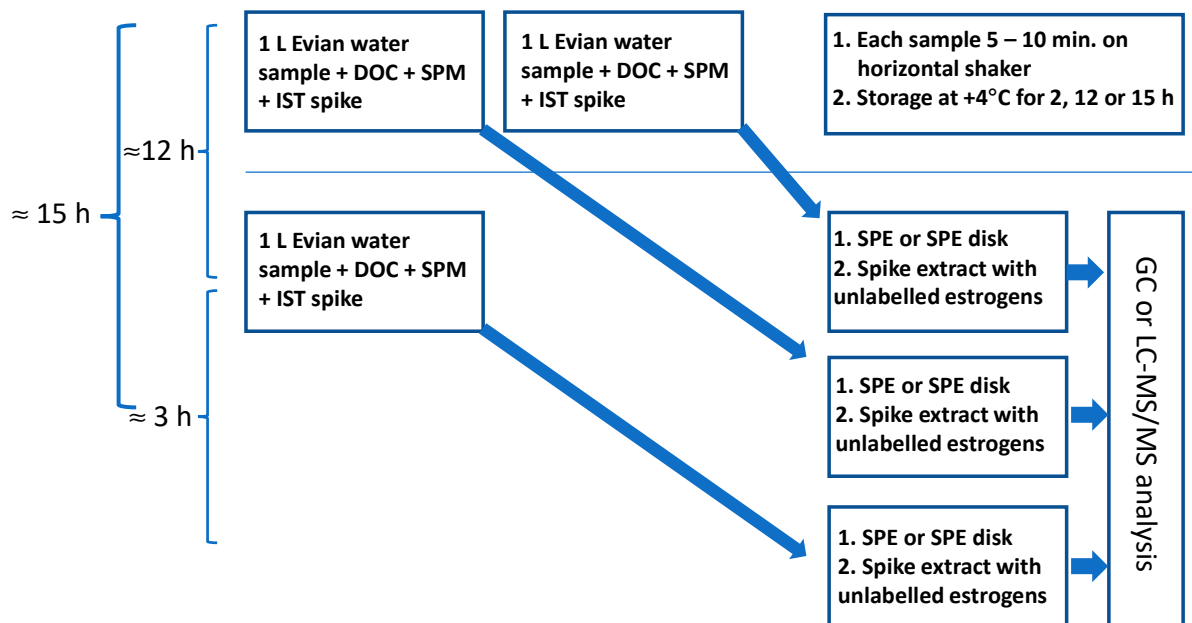 1 L Evian water
sample + DOC + SPM
+ IST spike
1 L Evian water
sample + DOC + SPM
+ IST spike
1. Each sample 5 – 10 min. on
horizontal shaker
2. Storage at +4°C for 2, 12 or 15 h
≈12 h
≈ 15 h
1 L Evian water
sample + DOC + SPM
+ IST spike
≈ 3 h
1. SPE or SPE disk
2. Spike extract with
unlabelled estrogens
1. SPE or SPE disk
2. Spike extract with
unlabelled estrogens
1. SPE or SPE disk
2. Spike extract with
unlabelled estrogens
GC or LC-MS/MS analysis